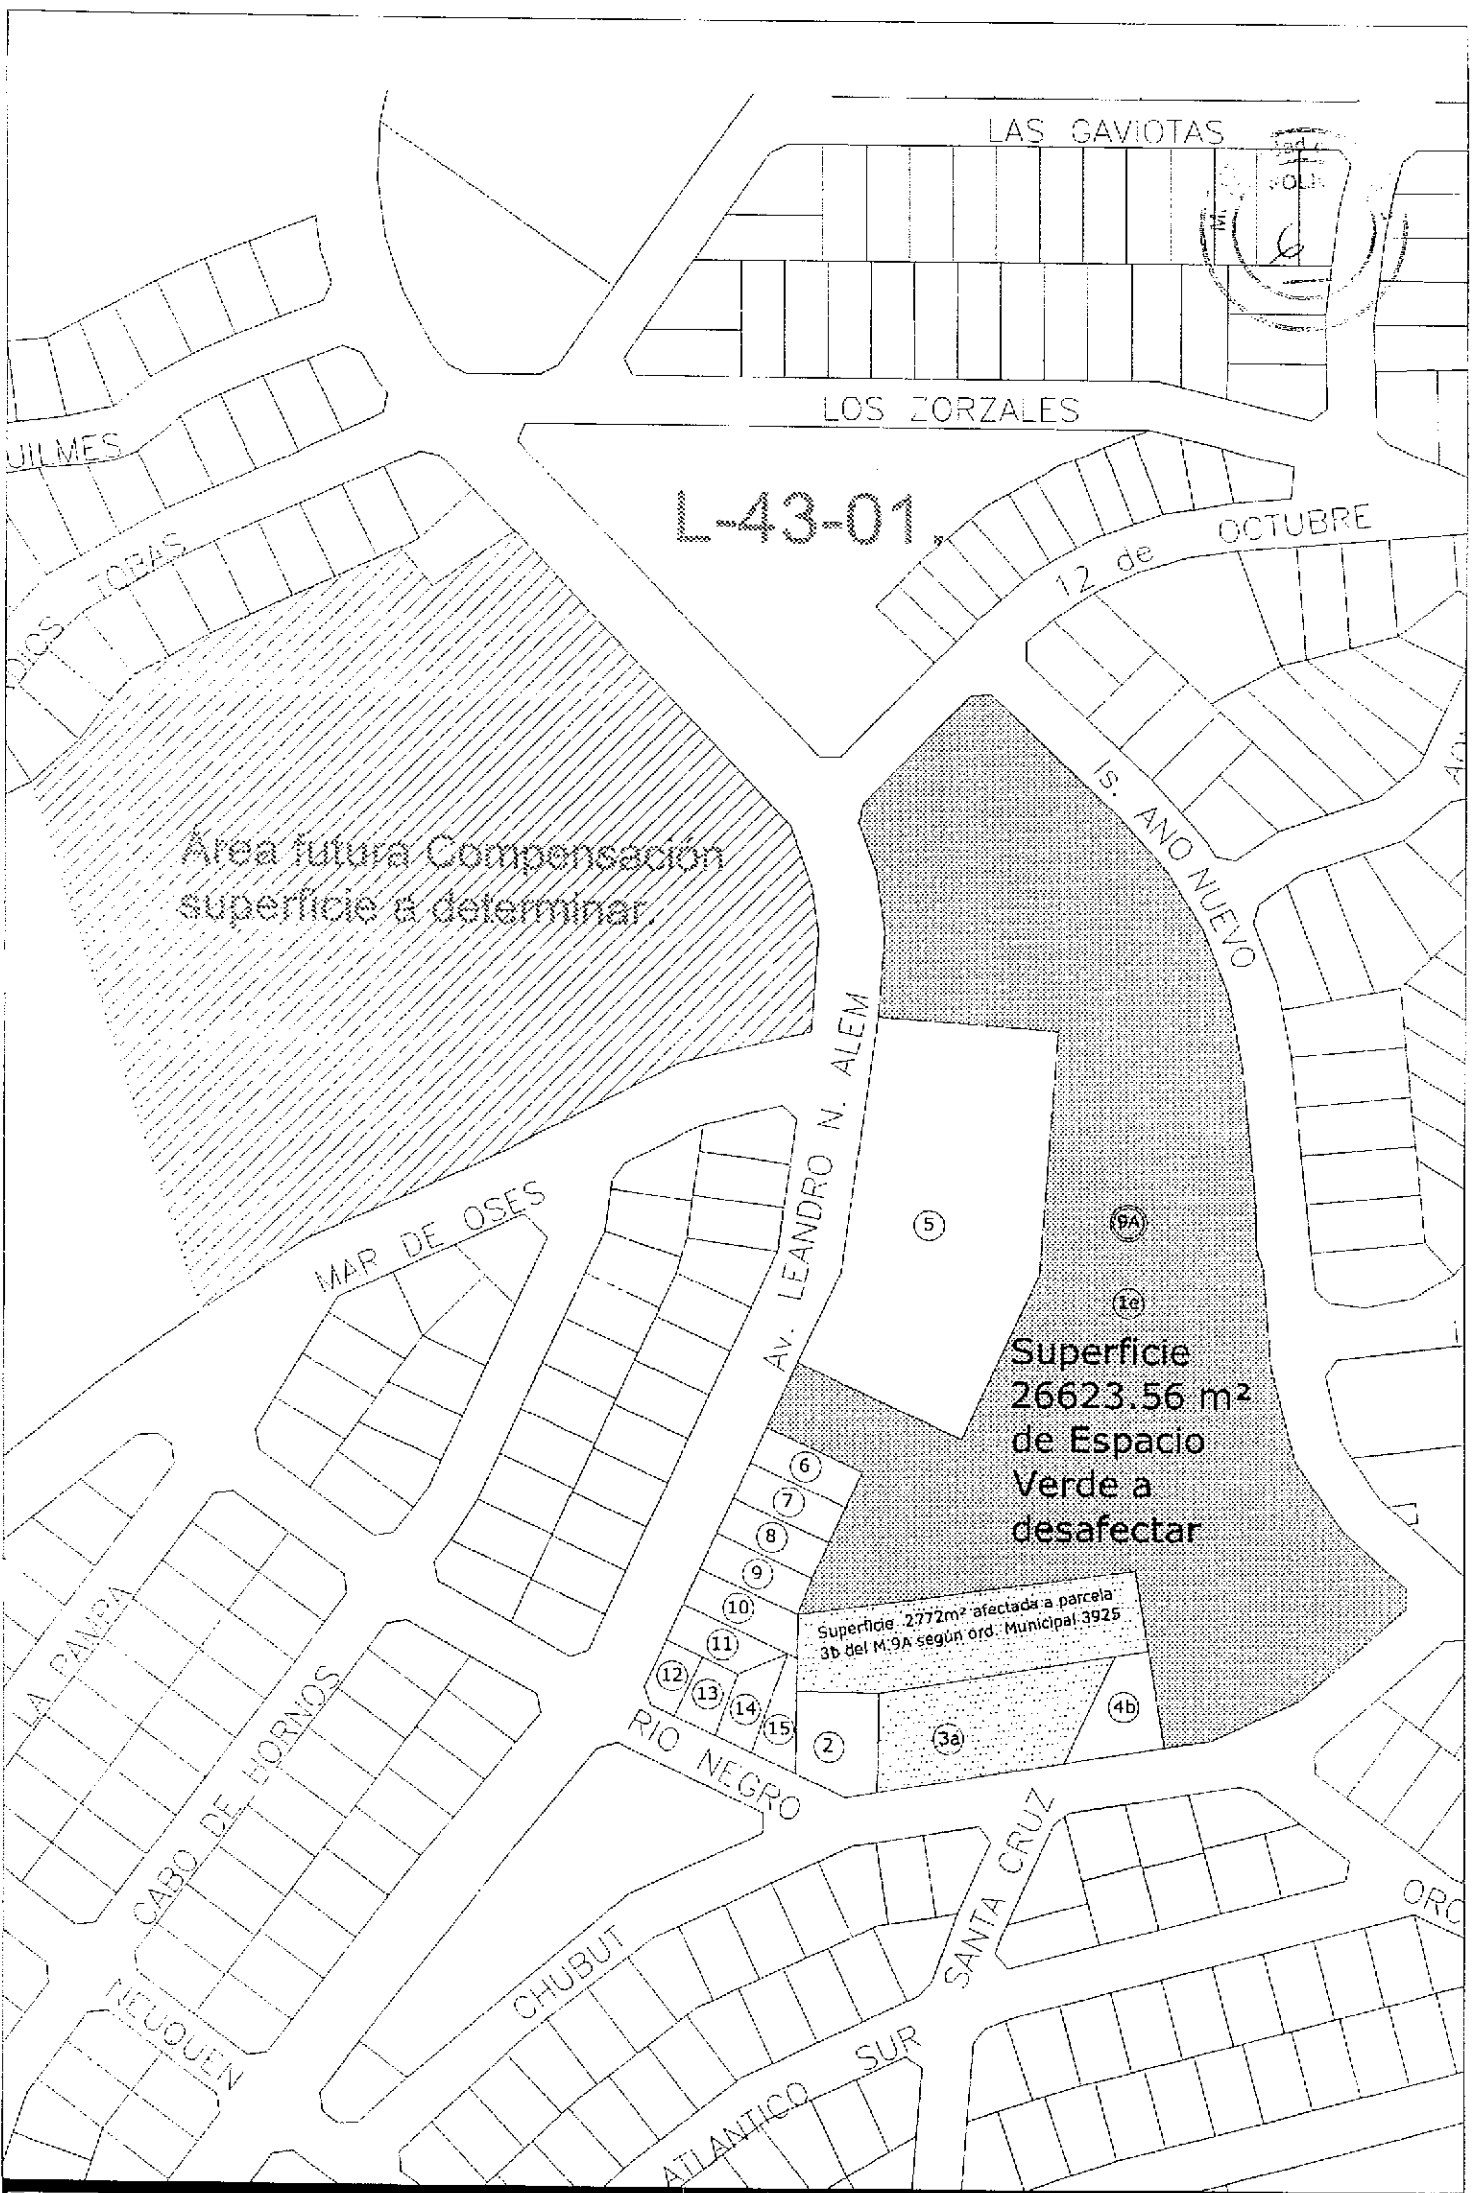 LAS GAVIOTAS
6
LOS ZORZALES
UILMES
L-43-01
12 de OCTUBRE
TOBAS
Is. ANO NUEVO
Área futura Compensación
superficie a determinar.
Av. LEANDRO N. ALEM
MAR DE OSES
5
9A
1e
Superficie
26623.56 m²
de Espacio
Verde a
desafectar
6
7
8
9
10
11
12
13
14
15
Superficie 2772m² afectada a parcela
3b del M.9A según ord. Municipal 3925
2
3a
4b
LA PAMPA
CABO DE HORNOS
RIO NEGRO
SANTA CRUZ
ORO
CHUBUT
NEUQUEN
ATLANTICO SUR